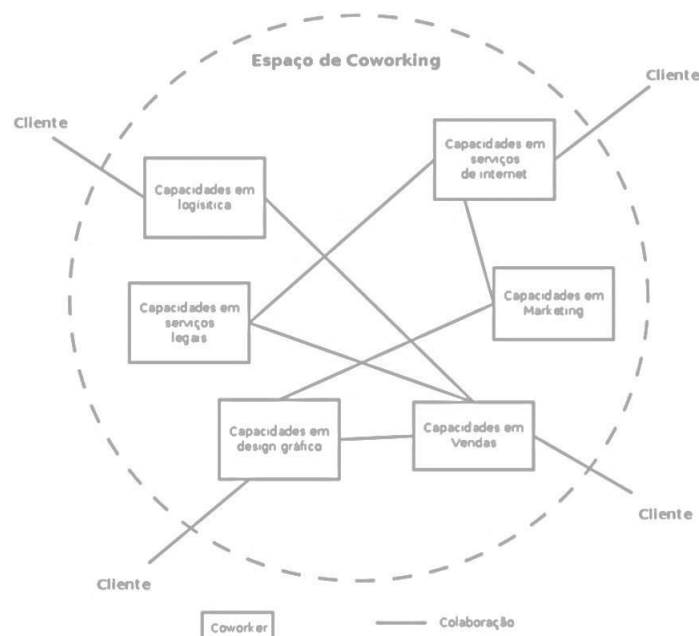 Espaço de Coworking
Cliente
Cliente
Capacidades em
serviços
de internet
Capacidades em
logísitica
Capacidades em
serviços
legais
Capacidades em
Marketing
Capacidades em
design gráfico
Capacidades em
Vendas
Cliente
Cliente
Coworker
Colaboração